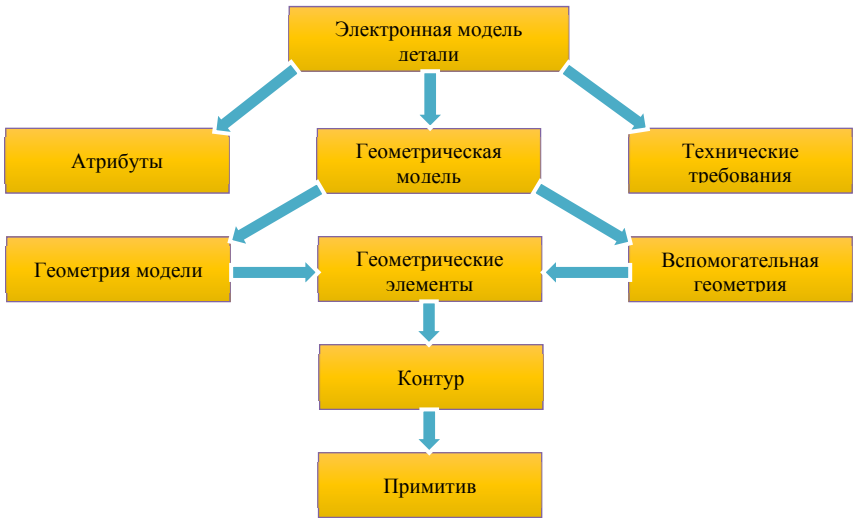 Электронная модель
детали
Атрибуты
Геометрическая
модель
Технические
требования
Геометрия модели
Геометрические
элементы
Вспомогательная
геометрия
Контур
Примитив